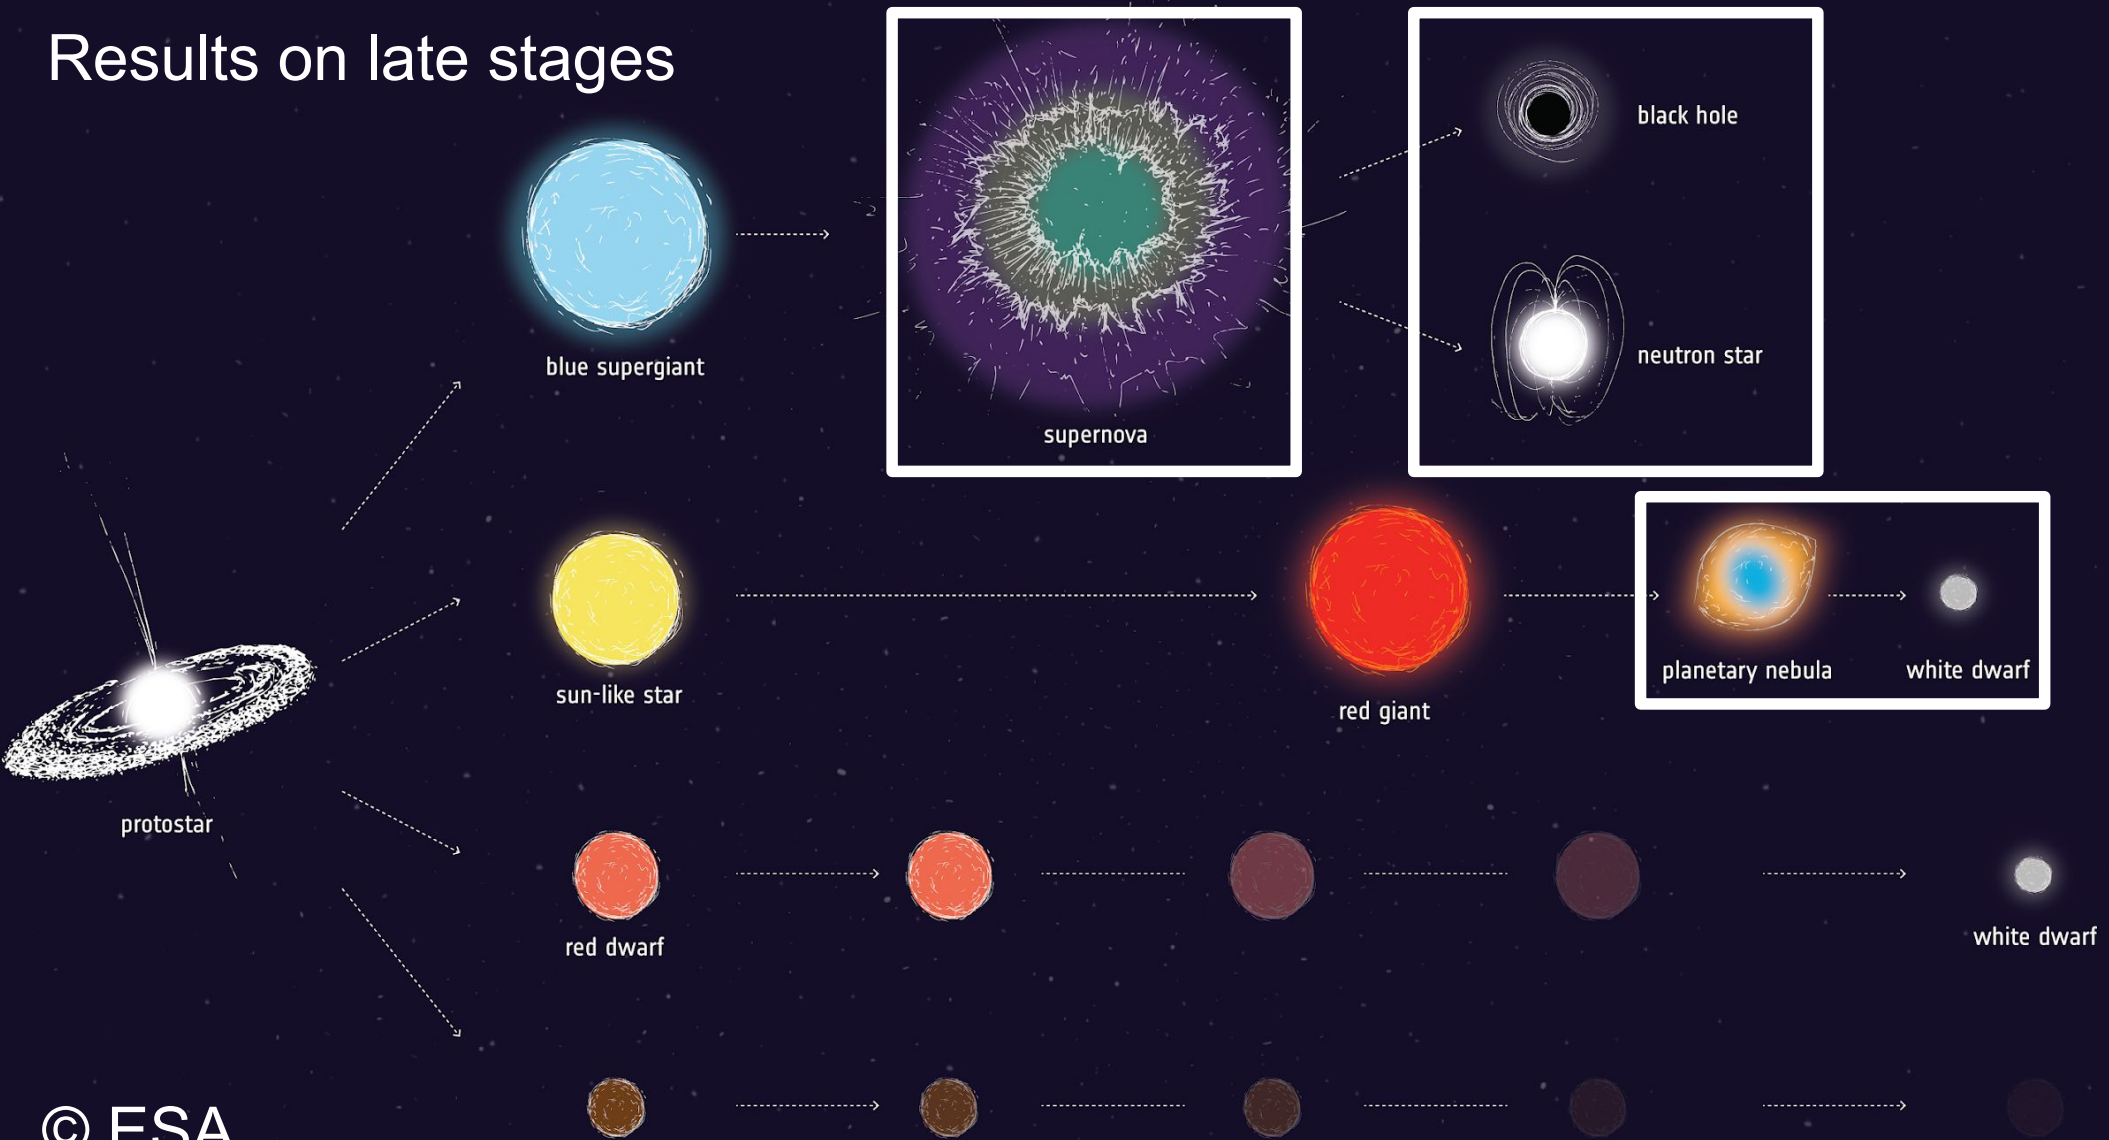 Results on late stages
black hole
blue supergiant
neutron star
supernova
sun-like star
red giant
planetary nebula
white dwarf
protostar
red dwarf
white dwarf
© ESA